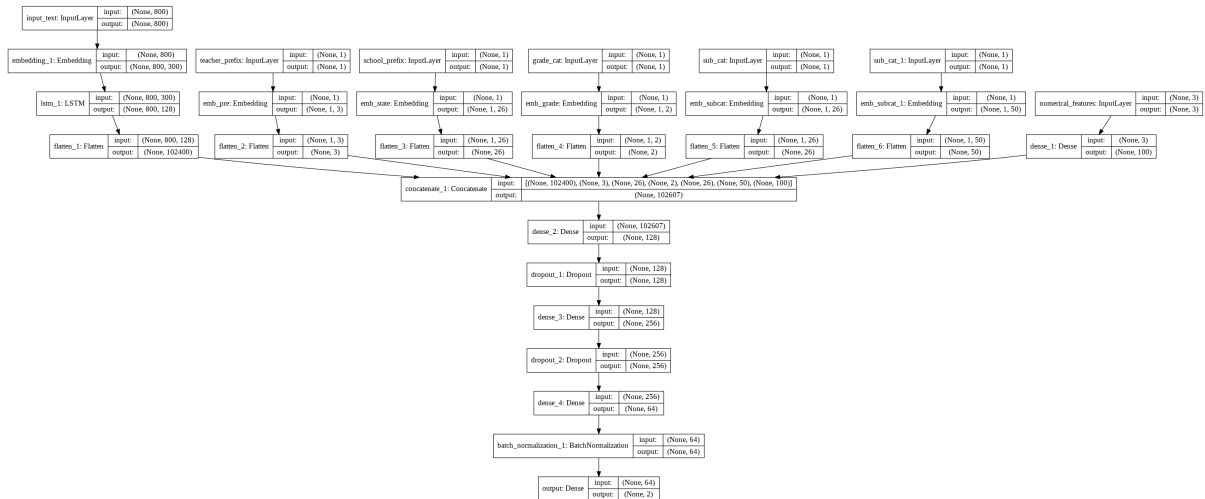 input_text: InputLayer input: (None, 800)
output: (None, 800)
embedding_1: Embedding input: (None, 800)
output: (None, 800, 300)
teacher_prefix: InputLayer input: (None, 1)
output: (None, 1)
school_prefix: InputLayer input: (None, 1)
output: (None, 1)
grade_cat: InputLayer input: (None, 1)
output: (None, 1)
sub_cat: InputLayer input: (None, 1)
output: (None, 1)
sub_cat_1: InputLayer input: (None, 1)
output: (None, 1)
lstm_1: LSTM input: (None, 800, 300)
output: (None, 800, 128)
emb_pre: Embedding input: (None, 1)
output: (None, 1, 3)
emb_state: Embedding input: (None, 1)
output: (None, 1, 26)
emb_grade: Embedding input: (None, 1)
output: (None, 1, 2)
emb_subcat: Embedding input: (None, 1)
output: (None, 1, 26)
emb_subcat_1: Embedding input: (None, 1)
output: (None, 1, 50)
numerical_features: InputLayer input: (None, 3)
output: (None, 3)
flatten_1: Flatten input: (None, 800, 128)
output: (None, 102400)
flatten_2: Flatten input: (None, 1, 3)
output: (None, 3)
flatten_3: Flatten input: (None, 1, 26)
output: (None, 26)
flatten_4: Flatten input: (None, 1, 2)
output: (None, 2)
flatten_5: Flatten input: (None, 1, 26)
output: (None, 26)
flatten_6: Flatten input: (None, 1, 50)
output: (None, 50)
dense_1: Dense input: (None, 3)
output: (None, 100)
concatenate_1: Concatenate input: [(None, 102400), (None, 3), (None, 26), (None, 2), (None, 26), (None, 50), (None, 100)]
output: (None, 102607)
dense_2: Dense input: (None, 102607)
output: (None, 128)
dropout_1: Dropout input: (None, 128)
output: (None, 128)
dense_3: Dense input: (None, 128)
output: (None, 256)
dropout_2: Dropout input: (None, 256)
output: (None, 256)
dense_4: Dense input: (None, 256)
output: (None, 64)
batch_normalization_1: BatchNormalization input: (None, 64)
output: (None, 64)
output: Dense input: (None, 64)
output: (None, 2)